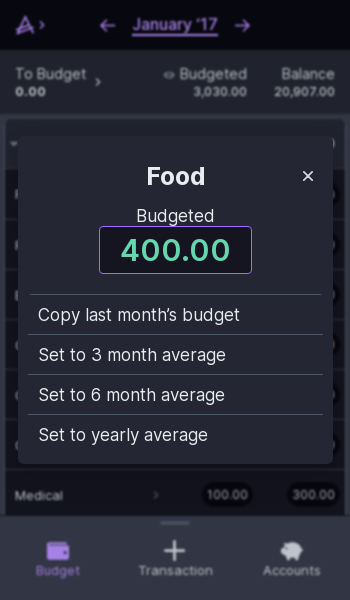 January ‘17
To Budget
Budgeted
Balance
0.00
3,030.00
20,907.00
Food
Budgeted
400.00
Copy last month’s budget
Set to 3 month average
Set to 6 month average
Set to yearly average
Medical
100.00
300.00
Budget
Transaction
Accounts